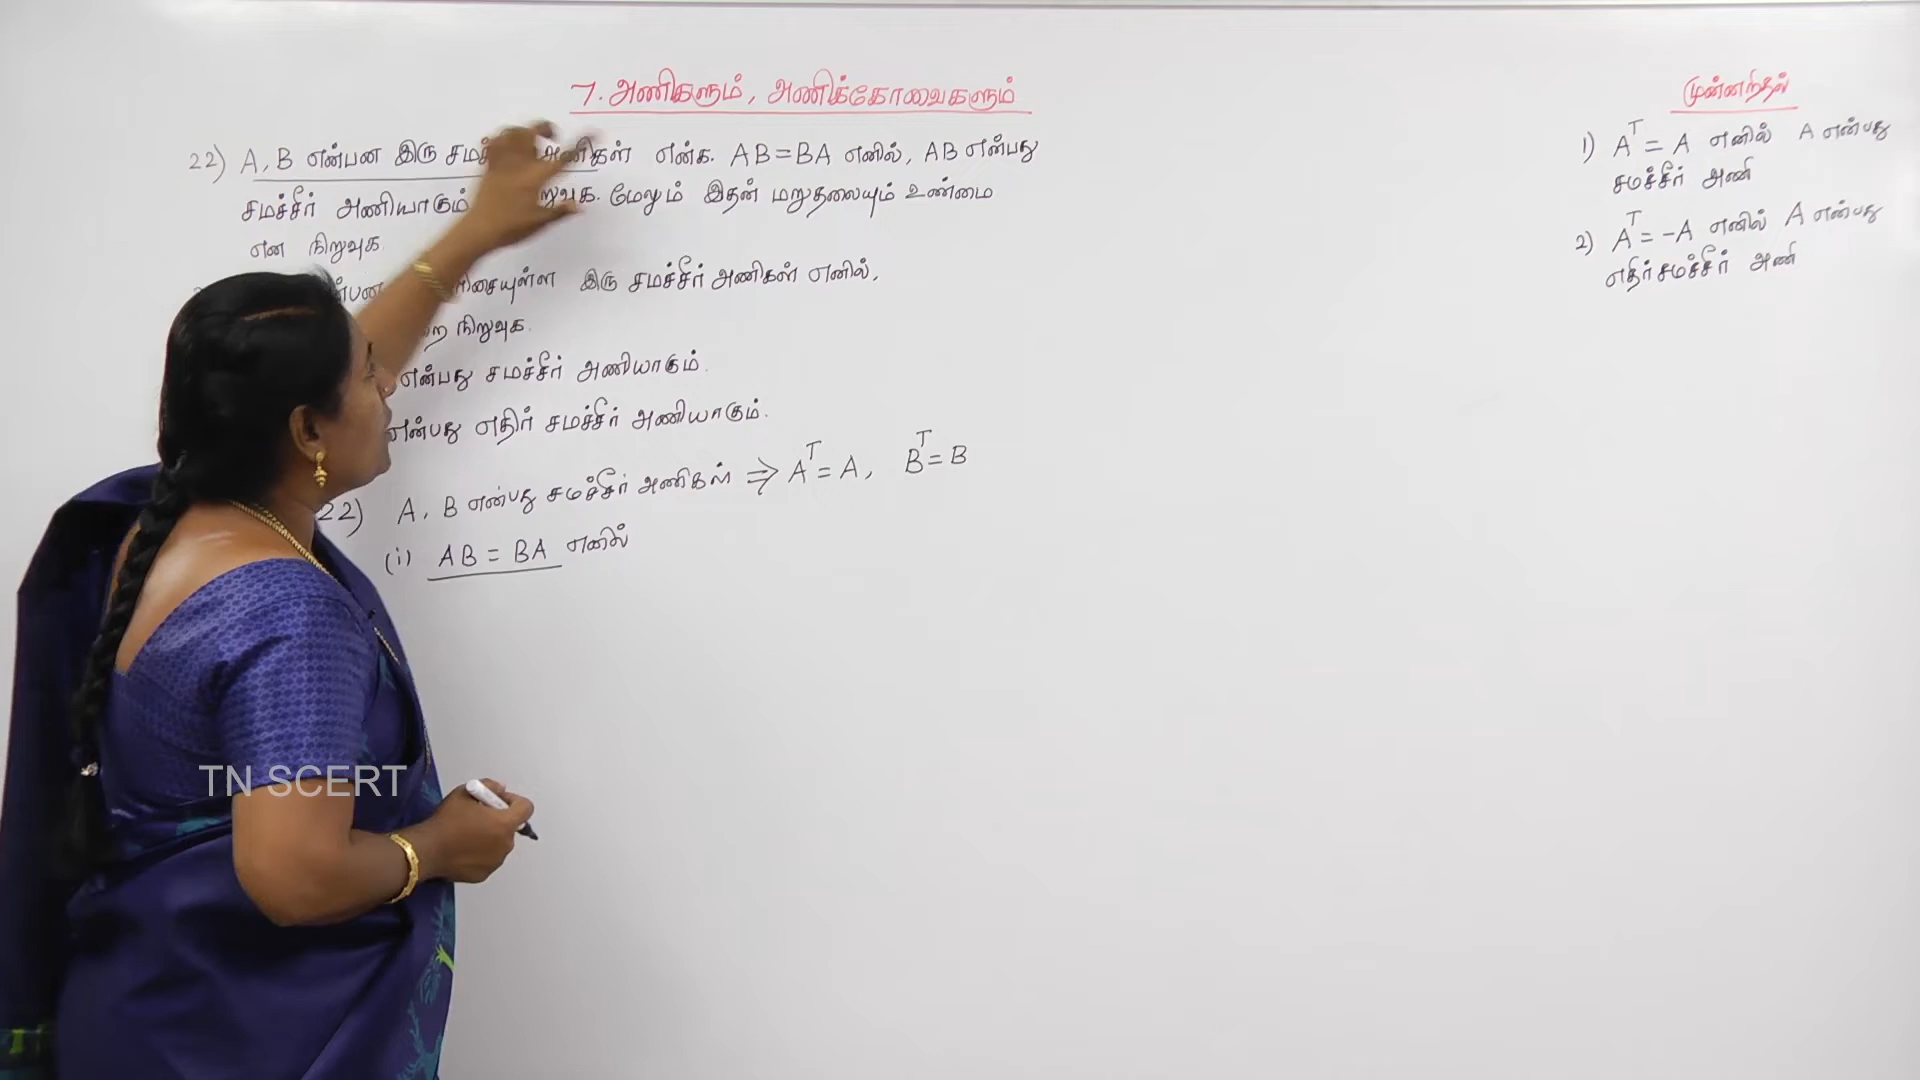 7. அணிகளும், அணிக்கோவைகளும்
22) A, B என்பன இரு அணிகள் என்க. AB = BA எனில், AB என்பது
சமச்சீர் அணியாகும் மேலும் இதன் மறுதலையும் உண்மை
என நிறுவுக
இரு சமச்சீர் அணிகள் எனில்,
நிறுவுக.
என்பது சமச்சீர் அணியாகும்.
என்பது எதிர் சமச்சீர் அணியாகும்.
22) A, B என்பது சமச்சீர் அணிகள் ⇒ A^T = A, B^T = B
(i) AB = BA எனில்
முன்னறிதல்
1) A^T = A எனில் A என்பது
சமச்சீர் அணி
2) A^T = -A எனில் A என்பது
எதிர் சமச்சீர் அணி
TN SCERT